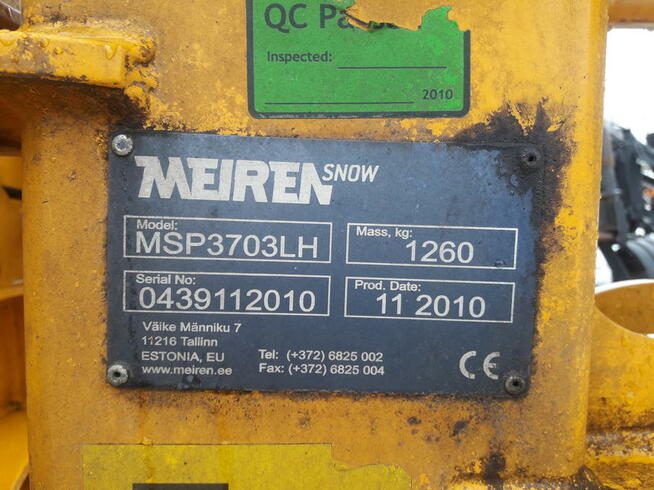 QC
Inspected:
2010
MEIREN SNOW
Model:
MSP3703LH
Mass, kg:
1260
Serial No:
0439112010
Prod. Date:
11 2010
Väike Männiku 7
11216 Tallinn
ESTONIA, EU
www.meiren.ee
Tel: (+372) 6825 002
Fax: (+372) 6825 004
CE